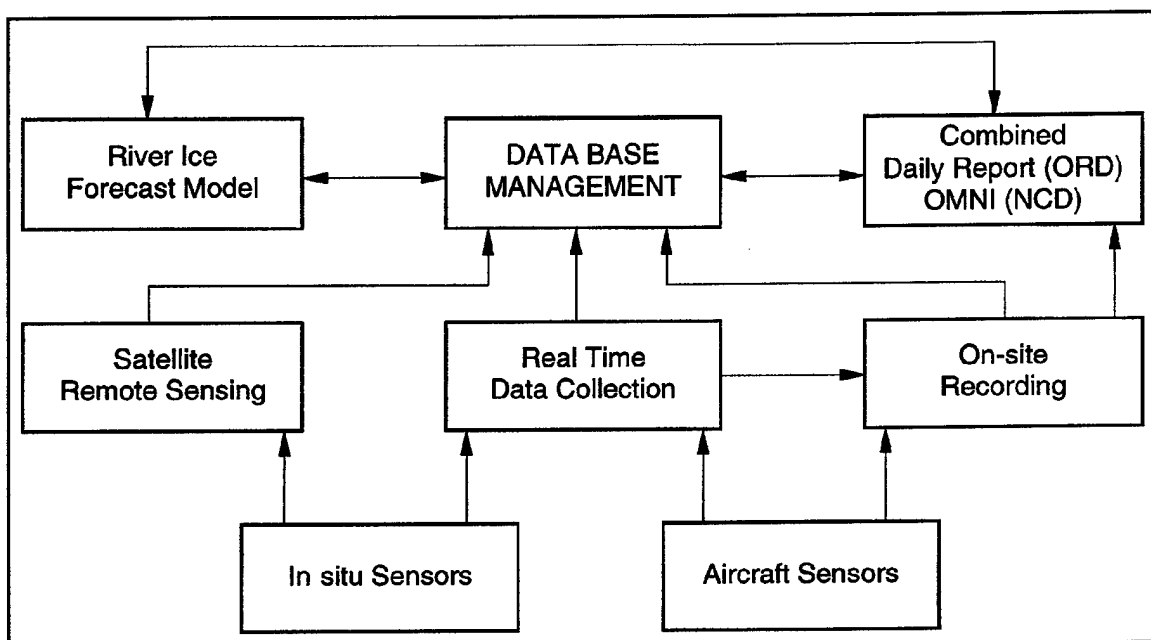 River Ice
Forecast Model
DATA BASE
MANAGEMENT
Combined
Daily Report (ORD)
OMNI (NCD)
Satellite
Remote Sensing
Real Time
Data Collection
On-site
Recording
In situ Sensors
Aircraft Sensors